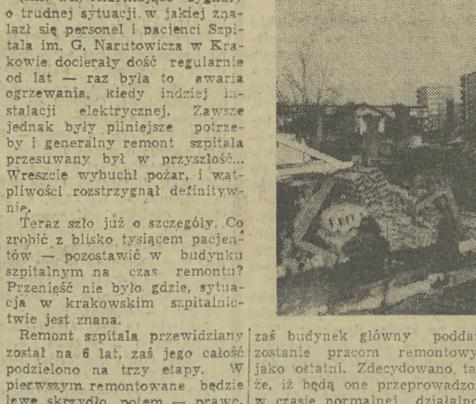 o trudnej sytuacji, w jakiej zna-
lazł się personel i pacjenci Szpi-
tala im. G. Narutowicza w Kra-
kowie docierały dość regularnie
od lat — raz była to awaria
ogrzewania, kiedy indziej in-
stalacji elektrycznej. Zawsze
jednak były pilniejsze potrze-
by i generalny remont szpitala
przesuwany był w przyszłość...
Wreszcie wybuchł pożar, i wąt-
pliwości rozstrzygnął definityw-
nie.
Teraz szło już o szczegóły. Co
zrobić z blisko tysiącem pacjen-
tów — pozostawić w budynku
szpitalnym na czas remontu?
Przenieść nie było gdzie, sytua-
cja w krakowskim szpitalnic-
twie jest znana.
Remont szpitala przewidziany
został na 6 lat, zaś jego całość
podzielono na trzy etapy. W
pierwszym remontowane będzie
lewe skrzydło, potem — prawe,
zaś budynek główny poddan
zostanie pracom remontowy
jako ostatni. Zdecydowano, ta
że, iż będą one przeprowadzo
w czasie normalnej działalno